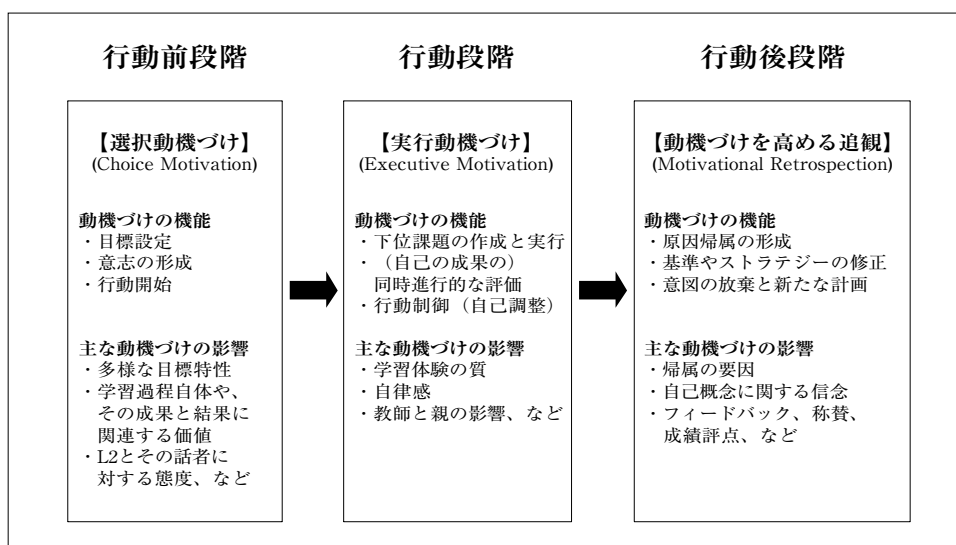 行動前段階
【選択動機づけ】
(Choice Motivation)
動機づけの機能
・目標設定
・意志の形成
・行動開始
主な動機づけの影響
・多様な目標特性
・学習過程自体や、
その成果と結果に
関連する価値
・L2とその話者に
対する態度、など
行動段階
【実行動機づけ】
(Executive Motivation)
動機づけの機能
・下位課題の作成と実行
・（自己の成果の）
同時進行的な評価
・行動制御（自己調整）
主な動機づけの影響
・学習体験の質
・自律感
・教師と親の影響、など
行動後段階
【動機づけを高める追観】
(Motivational Retrospection)
動機づけの機能
・原因帰属の形成
・基準やストラテジーの修正
・意図の放棄と新たな計画
主な動機づけの影響
・帰属の要因
・自己概念に関する信念
・フィードバック、称賛、
成績評点、など